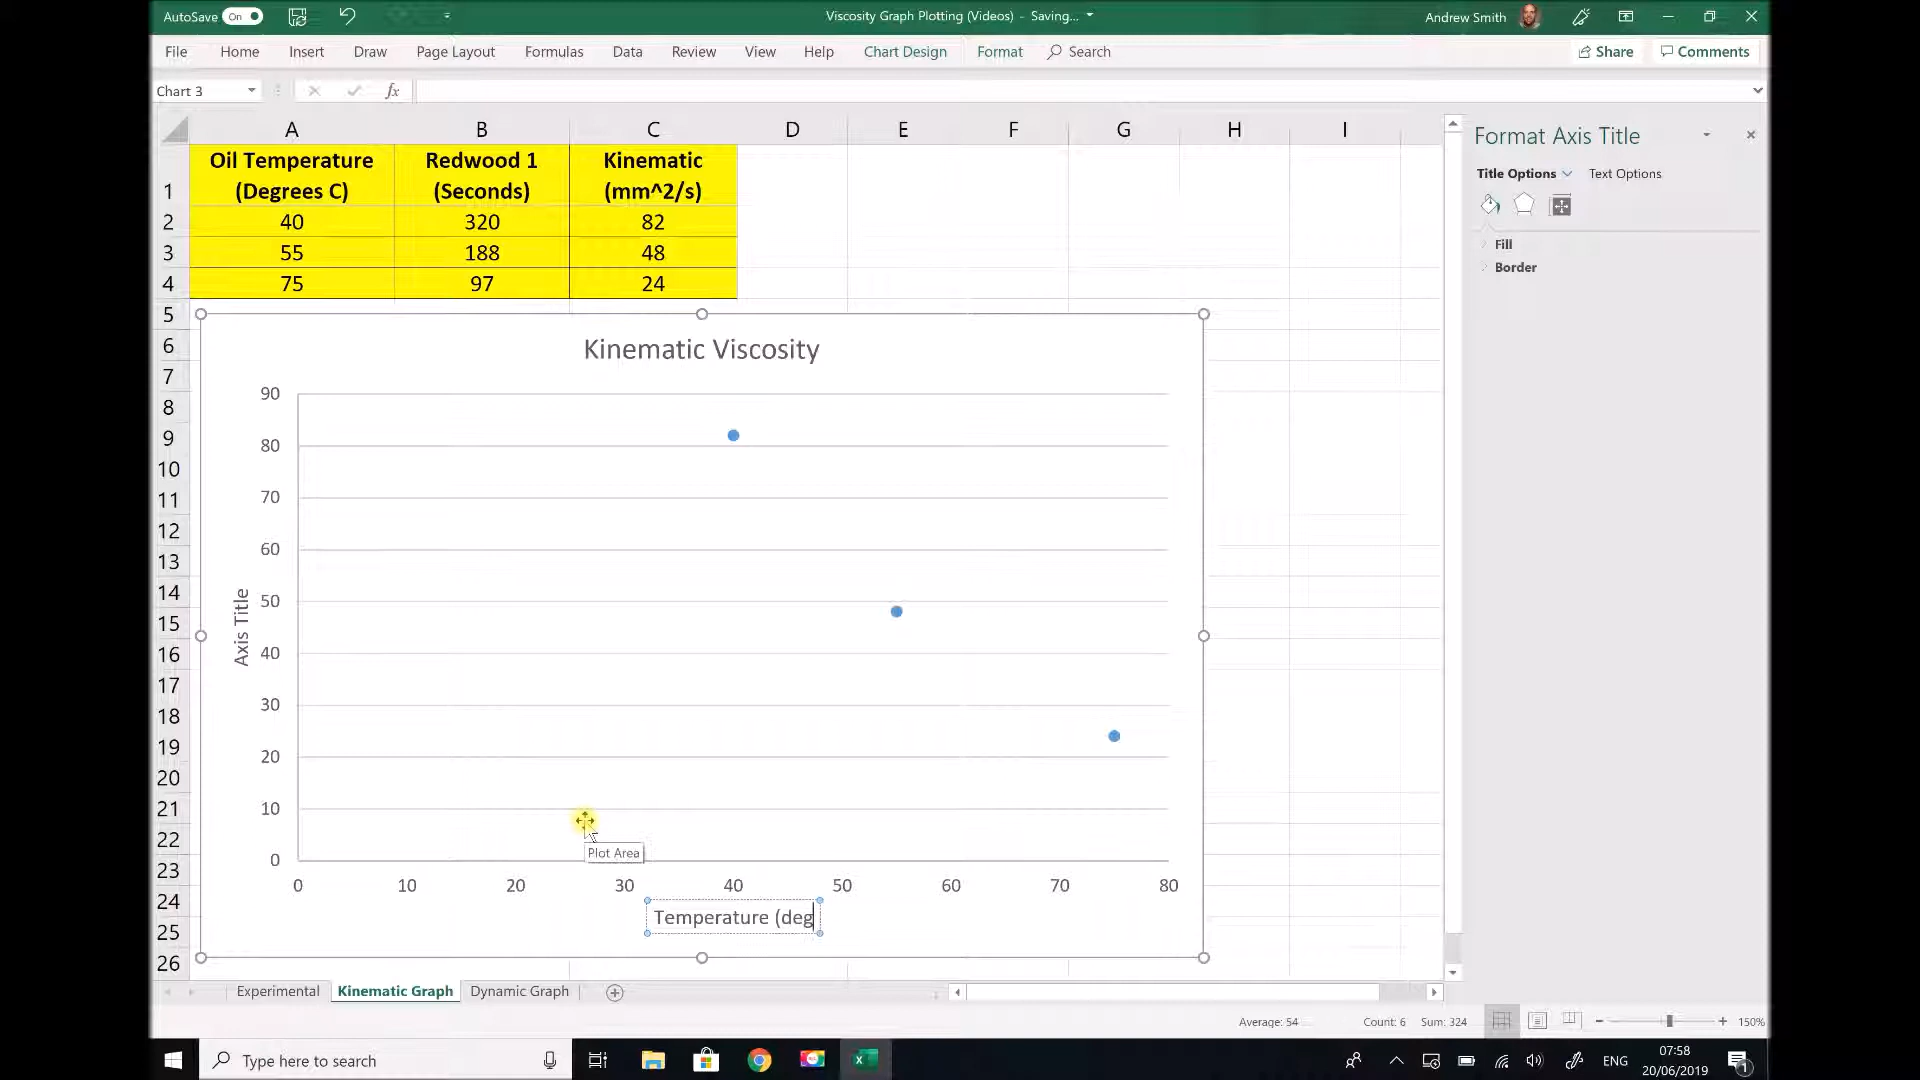 AutoSave On
Viscosity Graph Plotting (Videos) - Saving...
Andrew Smith
File Home Insert Draw Page Layout Formulas Data Review View Help Chart Design Format Search Share Comments
Chart 3 fx
A B C D E F G H I
1 Oil Temperature (Degrees C) Redwood 1 (Seconds) Kinematic (mm^2/s)
2 40 320 82
3 55 188 48
4 75 97 24
5
6
7
8
9
10
11
12
13
14
15
16
17
18
19
20
21
22
23
24
25
26
Kinematic Viscosity
90
80
70
60
50
40
30
20
10
0
Axis Title
Plot Area
0 10 20 30 40 50 60 70 80
Temperature (deg
Format Axis Title
Title Options Text Options
Fill
Border
Experimental Kinematic Graph Dynamic Graph
Average: 54 Count: 6 Sum: 324 150%
Type here to search
ENG
07:58
20/06/2019
1